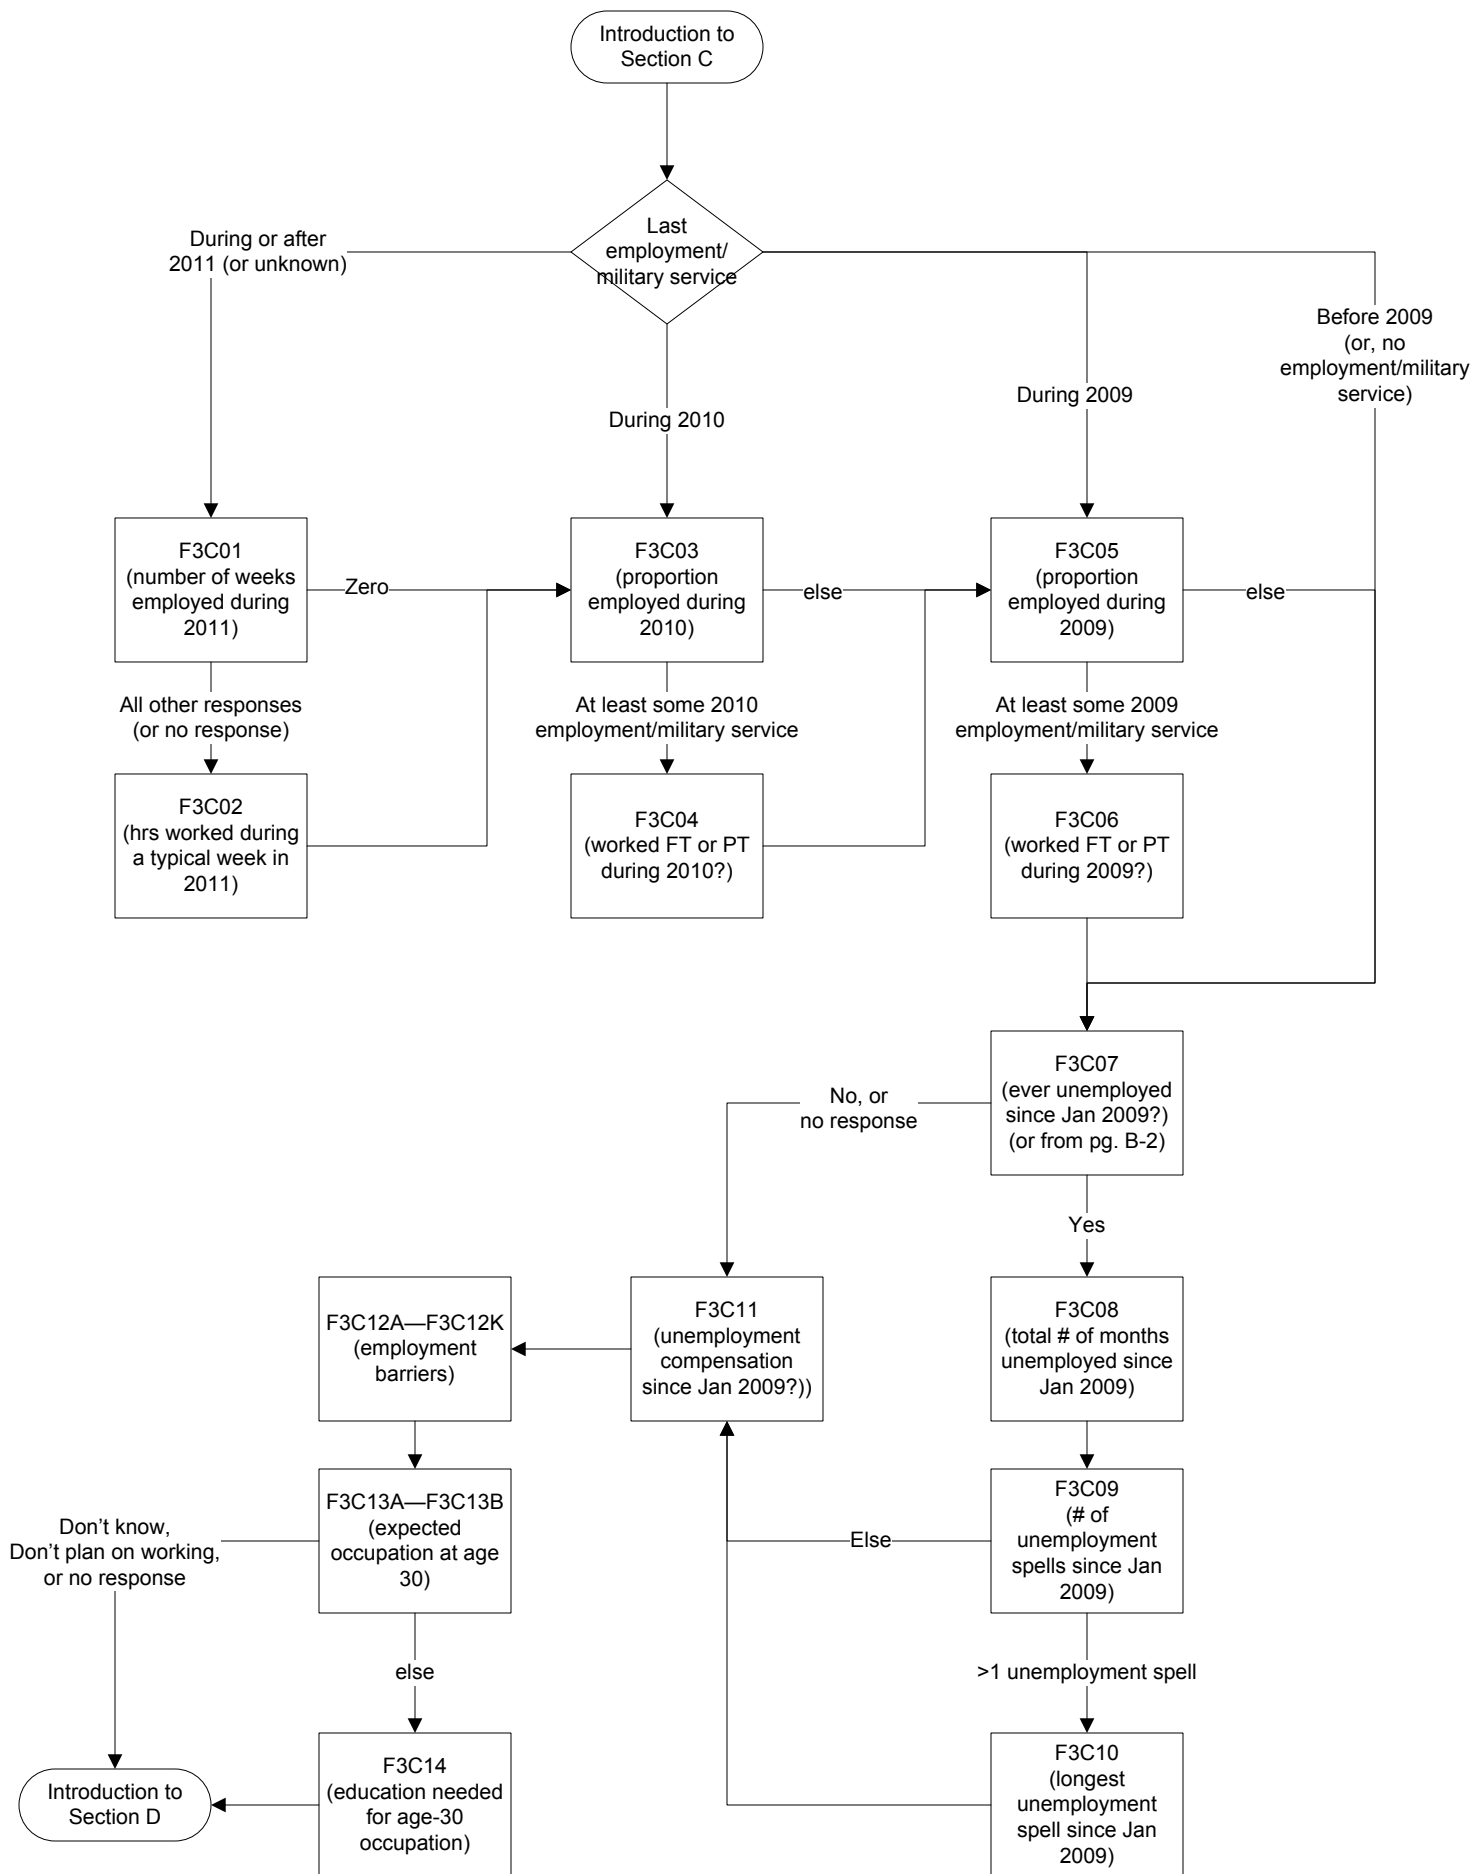 Introduction to
Section C
Last
employment/
military service
During or after
2011 (or unknown)
Before 2009
(or, no
employment/military
service)
During 2009
During 2010
F3C01
(number of weeks
employed during
2011)
Zero
F3C03
(proportion
employed during
2010)
else
F3C05
(proportion
employed during
2009)
else
All other responses
(or no response)
At least some 2010
employment/military service
At least some 2009
employment/military service
F3C02
(hrs worked during
a typical week in
2011)
F3C04
(worked FT or PT
during 2010?)
F3C06
(worked FT or PT
during 2009?)
F3C07
(ever unemployed
since Jan 2009?)
(or from pg. B-2)
No, or
no response
Yes
F3C12A—F3C12K
(employment
barriers)
F3C11
(unemployment
compensation
since Jan 2009?))
F3C08
(total # of months
unemployed since
Jan 2009)
F3C13A—F3C13B
(expected
occupation at age
30)
Don’t know,
Don’t plan on working,
or no response
Else
F3C09
(# of
unemployment
spells since Jan
2009)
else
>1 unemployment spell
Introduction to
Section D
F3C14
(education needed
for age-30
occupation)
F3C10
(longest
unemployment
spell since Jan
2009)